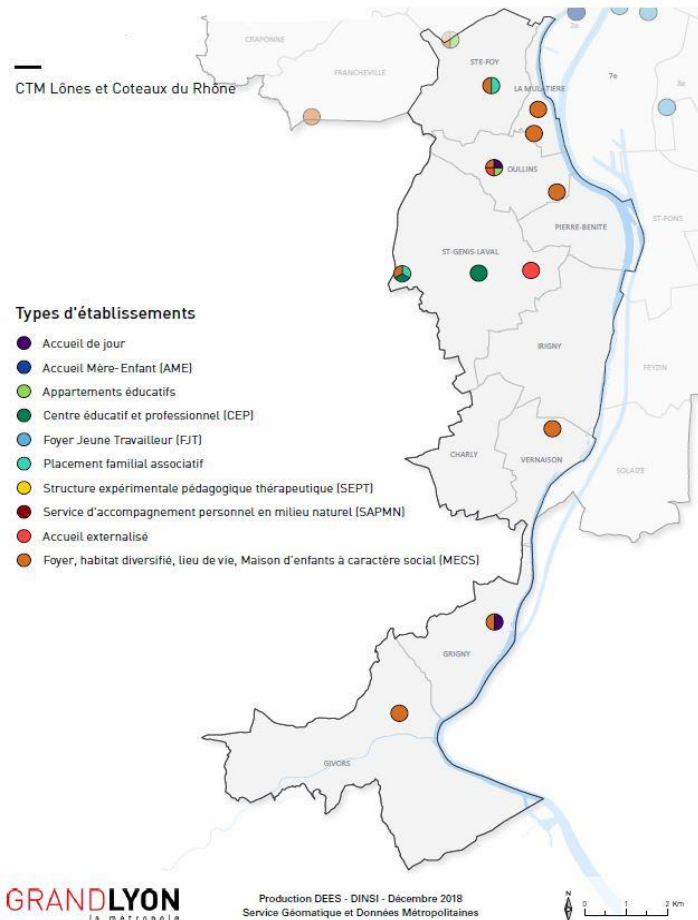 CRAPONNE
FRANCHEVILLE
STE-FOY
LA MULATIERE
2e
7e
8e
CTM Lônes et Coteaux du Rhône
OULLINS
PIERRE-BENITE
ST-FONS
ST-GENIS-LAVAL
IRIGNY
FEYZIN
CHARLY
VERNAISON
SOLAIZE
Types d'établissements
Accueil de jour
Accueil Mère-Enfant (AME)
Appartements éducatifs
Centre éducatif et professionnel (CEP)
Foyer Jeune Travailleur (FJT)
Placement familial associatif
Structure expérimentale pédagogique thérapeutique (SEPT)
Service d'accompagnement personnel en milieu naturel (SAPMN)
Accueil externalisé
Foyer, habitat diversifié, lieu de vie, Maison d'enfants à caractère social (MECS)
GRIGNY
GIVORS
GRANDLYON
la métropole
Production DEES - DINSI - Décembre 2018
Service Géomatique et Données Métropolitaines
N
0 1 2 Km